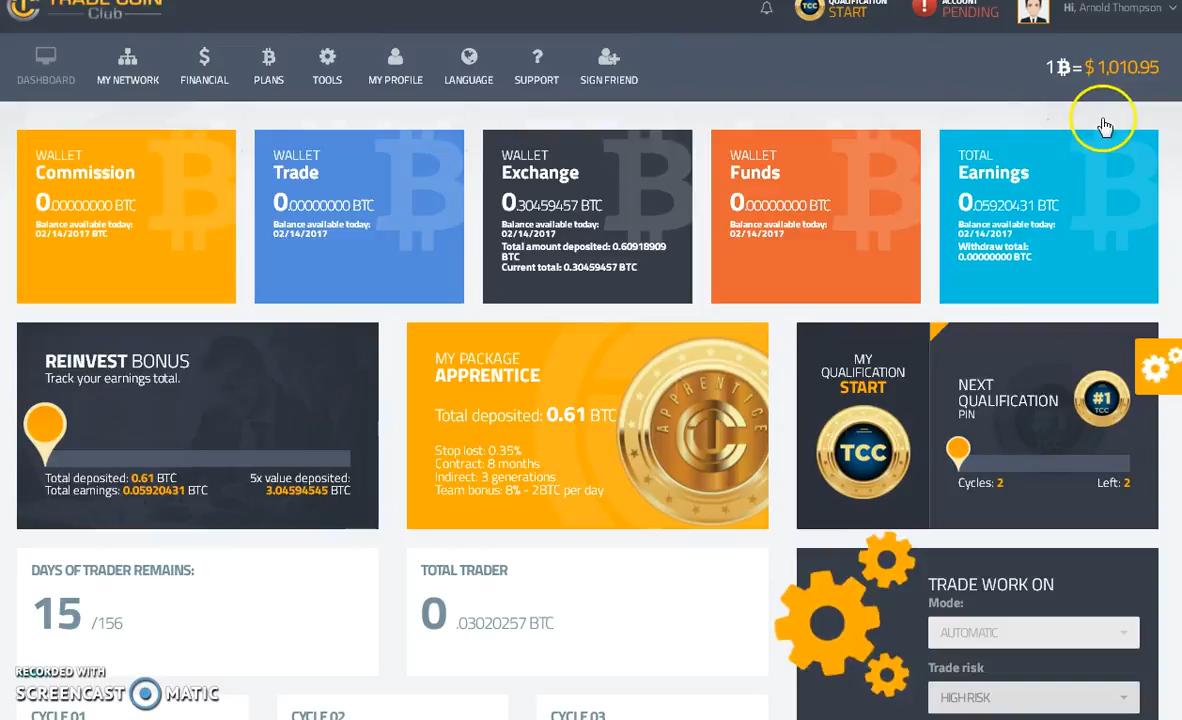 TRADE COIN
Club
QUALIFICATION
START
ACCOUNT
PENDING
Hi, Arnold Thompson
DASHBOARD
MY NETWORK
FINANCIAL
PLANS
TOOLS
MY PROFILE
LANGUAGE
SUPPORT
SIGN FRIEND
1 ₿ = $ 1,010.95
WALLET
Commission
0.00000000 BTC
Balance available today:
02/14/2017 BTC
WALLET
Trade
0.00000000 BTC
Balance available today:
02/14/2017
WALLET
Exchange
0.30459457 BTC
Balance available today:
02/14/2017
Total amount deposited: 0.60918909
BTC
Current total: 0.30459457 BTC
WALLET
Funds
0.00000000 BTC
Balance available today:
02/14/2017
TOTAL
Earnings
0.05920431 BTC
Withdraw total:
0.00000000 BTC
REINVEST BONUS
Track your earnings total.
Total deposited: 0.61 BTC
Total earnings: 0.05920431 BTC
5x value deposited:
3.04594545 BTC
MY PACKAGE
APPRENTICE
Total deposited: 0.61 BTC
Stop lost: 0.35%
Contract: 8 months
Indirect: 3 generations
Team bonus: 8% - 2BTC per day
APPRENTICE
MY
QUALIFICATION
START
TCC
NEXT
QUALIFICATION
PIN
#1
TCC
Cycles: 2
Left: 2
DAYS OF TRADER REMAINS:
15 /156
TOTAL TRADER
0 .03020257 BTC
TRADE WORK ON
Mode:
AUTOMATIC
Trade risk
HIGH RISK
RECORDED WITH
SCREENCAST MATIC
CYCLE 01
CYCLE 02
CYCLE 03